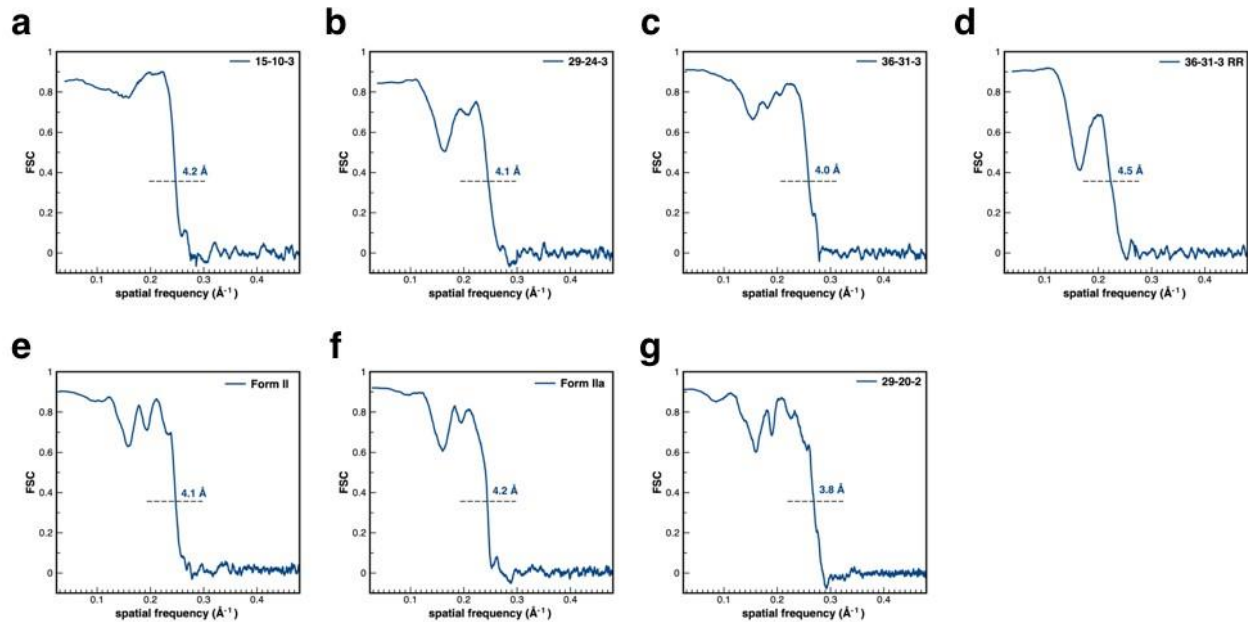 a
b
c
d
15-10-3
29-24-3
36-31-3
36-31-3 RR
FSC
1
0.8
0.6
0.4
0.2
0
4.2 Å
0.1 0.2 0.3 0.4
spatial frequency (Å-1)
FSC
1
0.8
0.6
0.4
0.2
0
4.1 Å
0.1 0.2 0.3 0.4
spatial frequency (Å-1)
FSC
1
0.8
0.6
0.4
0.2
0
4.0 Å
0.1 0.2 0.3 0.4
spatial frequency (Å-1)
FSC
1
0.8
0.6
0.4
0.2
0
4.5 Å
0.1 0.2 0.3 0.4
spatial frequency (Å-1)
e
f
g
Form II
Form IIa
29-20-2
FSC
1
0.8
0.6
0.4
0.2
0
4.1 Å
0.1 0.2 0.3 0.4
spatial frequency (Å-1)
FSC
1
0.8
0.6
0.4
0.2
0
4.2 Å
0.1 0.2 0.3 0.4
spatial frequency (Å-1)
FSC
1
0.8
0.6
0.4
0.2
0
3.8 Å
0.1 0.2 0.3 0.4
spatial frequency (Å-1)